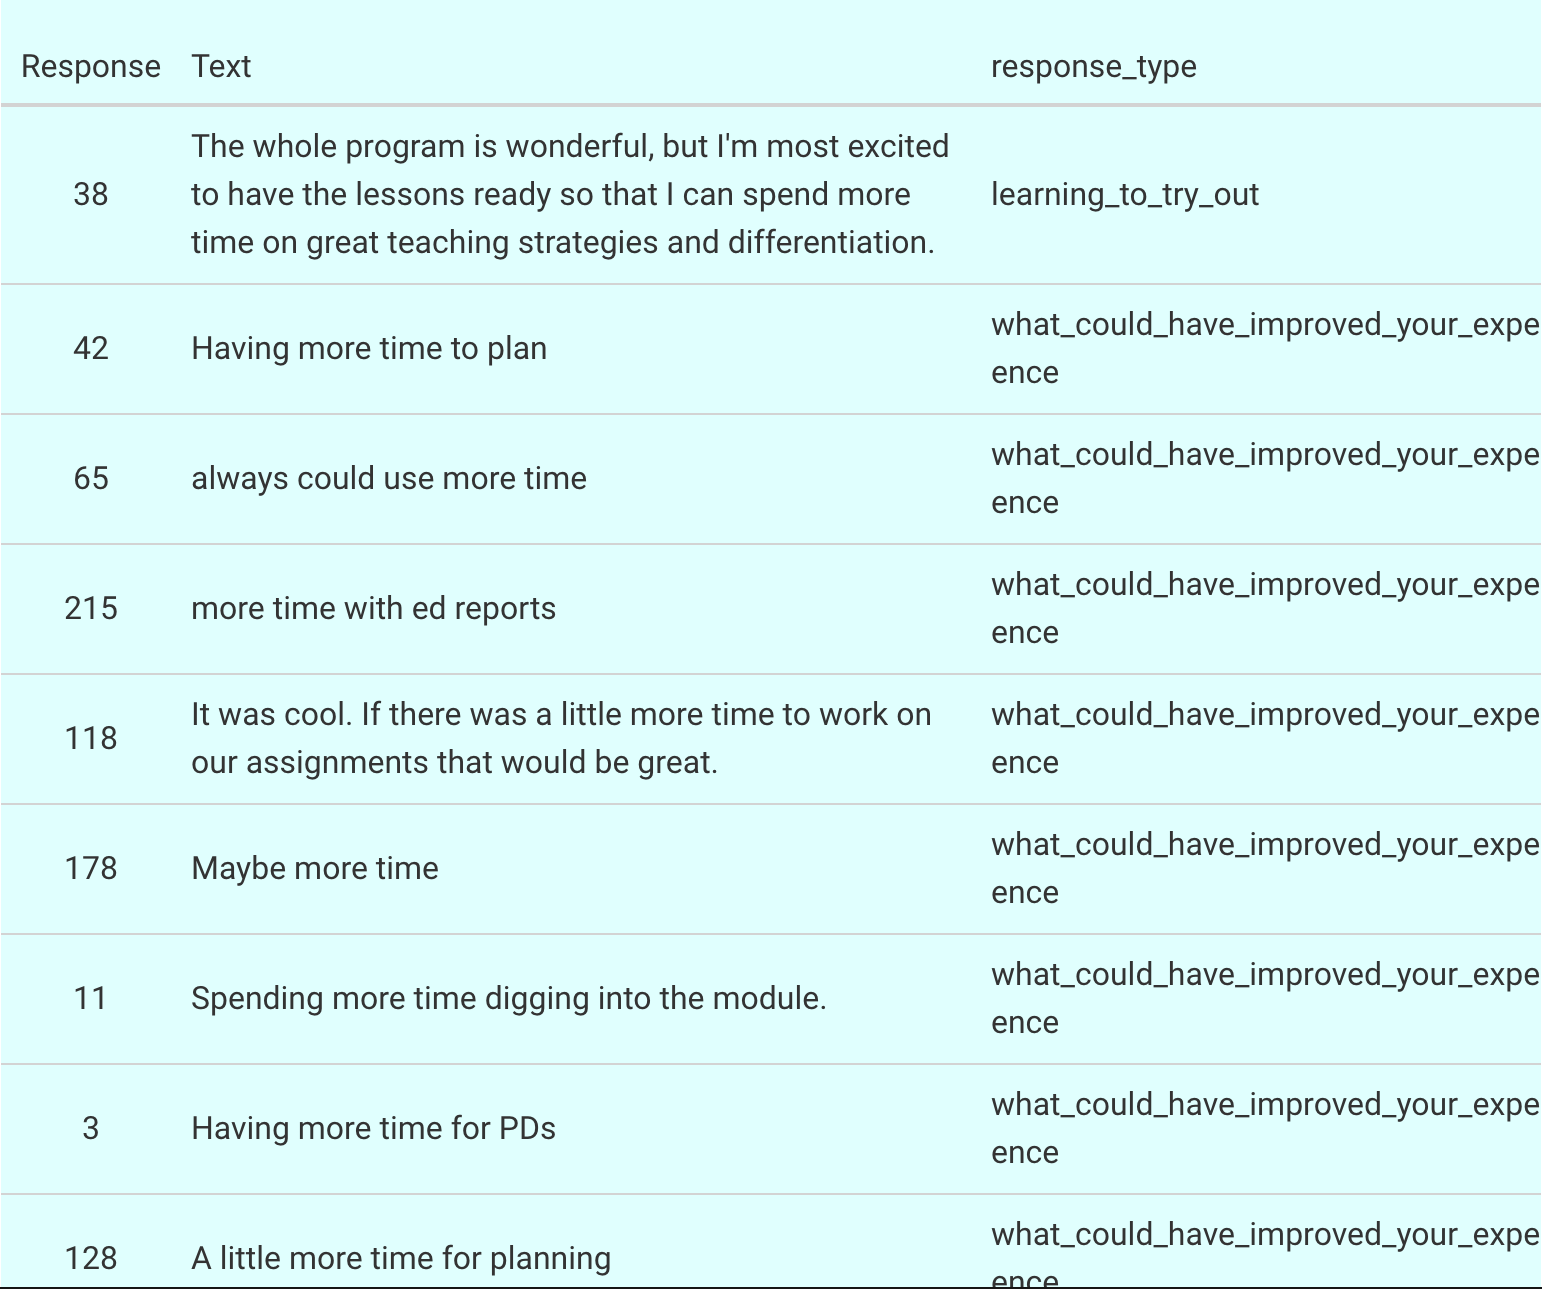 Response Text response_type
The whole program is wonderful, but I'm most excited
38 to have the lessons ready so that I can spend more learning_to_try_out
time on great teaching strategies and differentiation.
42 Having more time to plan what_could_have_improved_your_expe
ence
65 always could use more time what_could_have_improved_your_expe
ence
215 more time with ed reports what_could_have_improved_your_expe
ence
118 It was cool. If there was a little more time to work on what_could_have_improved_your_expe
our assignments that would be great. ence
178 Maybe more time what_could_have_improved_your_expe
ence
11 Spending more time digging into the module. what_could_have_improved_your_expe
ence
3 Having more time for PDs what_could_have_improved_your_expe
ence
128 A little more time for planning what_could_have_improved_your_expe
ence